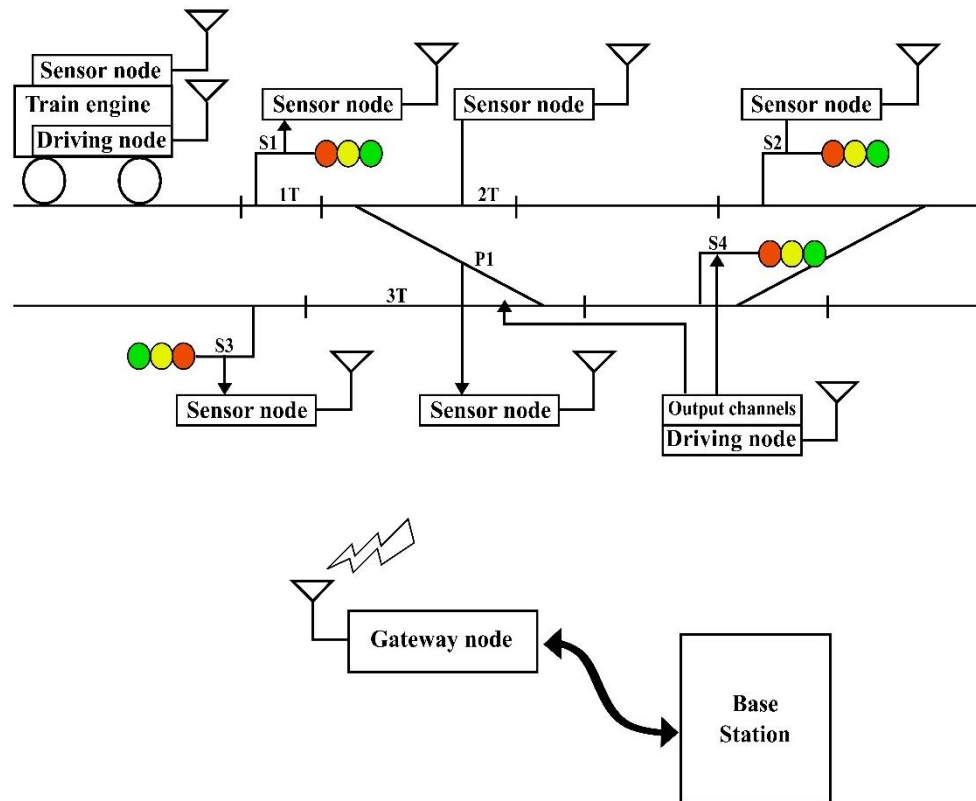 Sensor node
Train engine
Driving node
Sensor node
Sensor node
Sensor node
S1
S2
1T
2T
P1
S4
3T
S3
Sensor node
Sensor node
Output channels
Driving node
Gateway node
Base
Station